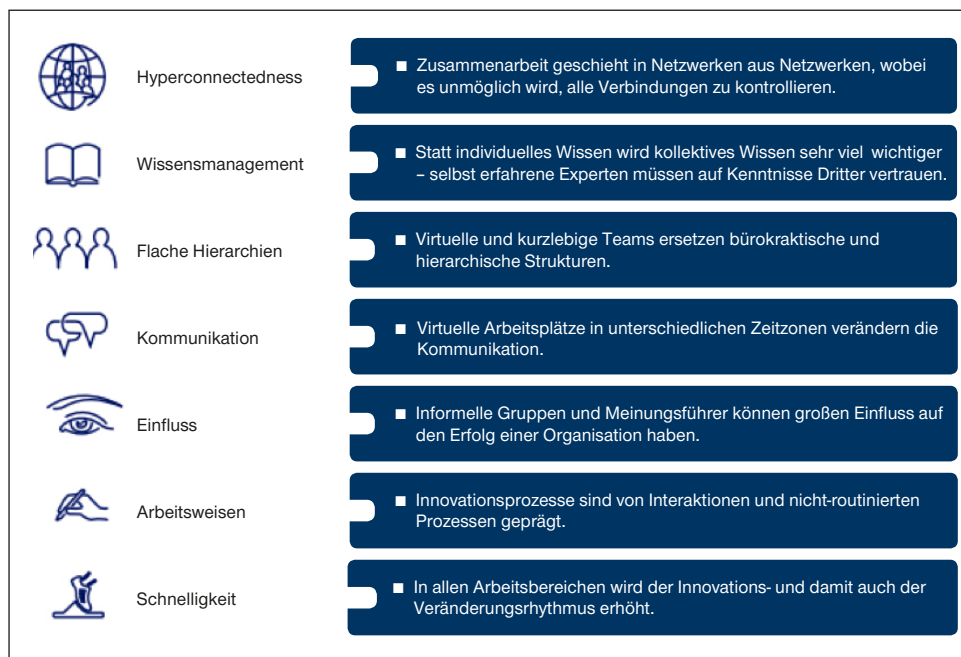 Hyperconnectedness
■ Zusammenarbeit geschieht in Netzwerken aus Netzwerken, wobei
es unmöglich wird, alle Verbindungen zu kontrollieren.
Wissensmanagement
■ Statt individuelles Wissen wird kollektives Wissen sehr viel wichtiger
– selbst erfahrene Experten müssen auf Kenntnisse Dritter vertrauen.
Flache Hierarchien
■ Virtuelle und kurzlebige Teams ersetzen bürokraktische und
hierarchische Strukturen.
Kommunikation
■ Virtuelle Arbeitsplätze in unterschiedlichen Zeitzonen verändern die
Kommunikation.
Einfluss
■ Informelle Gruppen und Meinungsführer können großen Einfluss auf
den Erfolg einer Organisation haben.
Arbeitsweisen
■ Innovationsprozesse sind von Interaktionen und nicht-routinierten
Prozessen geprägt.
Schnelligkeit
■ In allen Arbeitsbereichen wird der Innovations- und damit auch der
Veränderungsrhythmus erhöht.